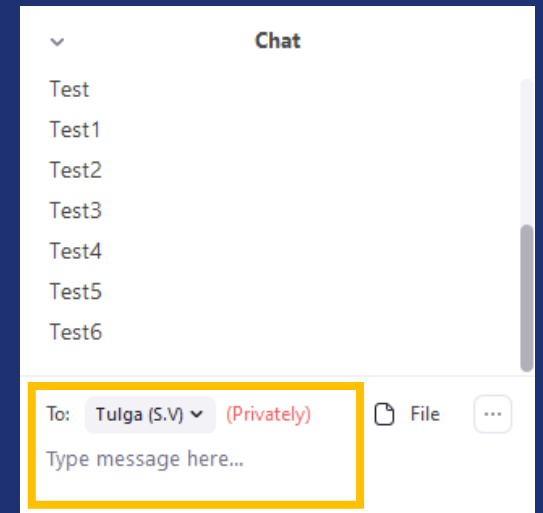 Chat
Test
Test1
Test2
Test3
Test4
Test5
Test6
To: Tulga (S.V) (Privately) File ...
Type message here...